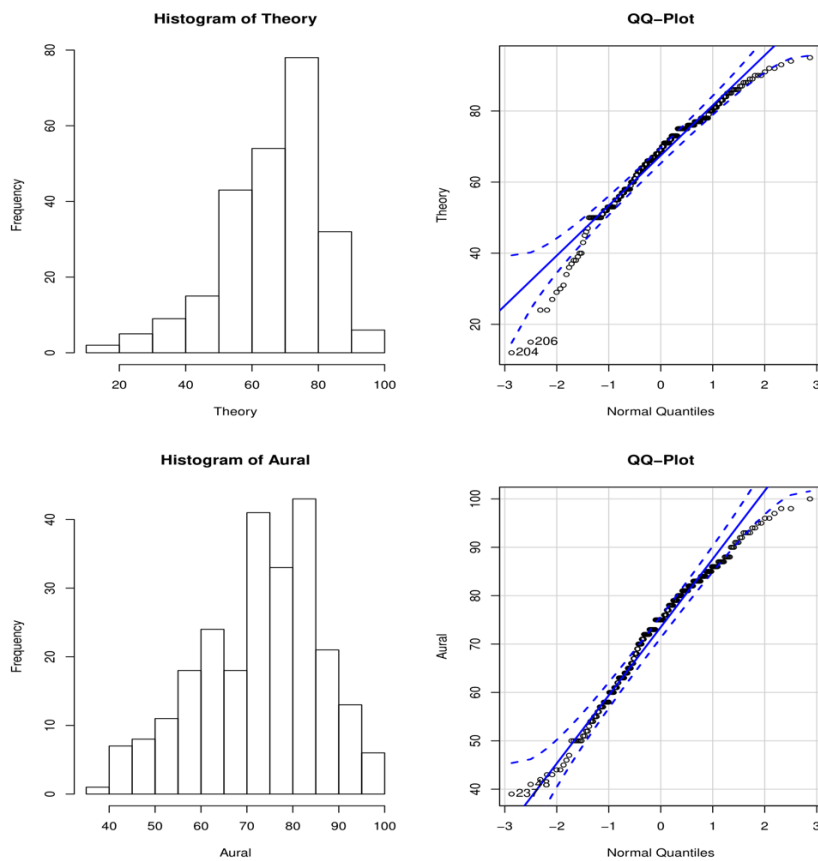 Histogram of Theory
Frequency
0 20 40 60 80
20 40 60 80 100
Theory
QQ−Plot
Theory
20 40 60 80
−3 −2 −1 0 1 2 3
Normal Quantiles
204
206
Histogram of Aural
Frequency
0 10 20 30 40
40 50 60 70 80 90 100
Aural
QQ−Plot
Aural
40 50 60 70 80 90 100
−3 −2 −1 0 1 2 3
Normal Quantiles